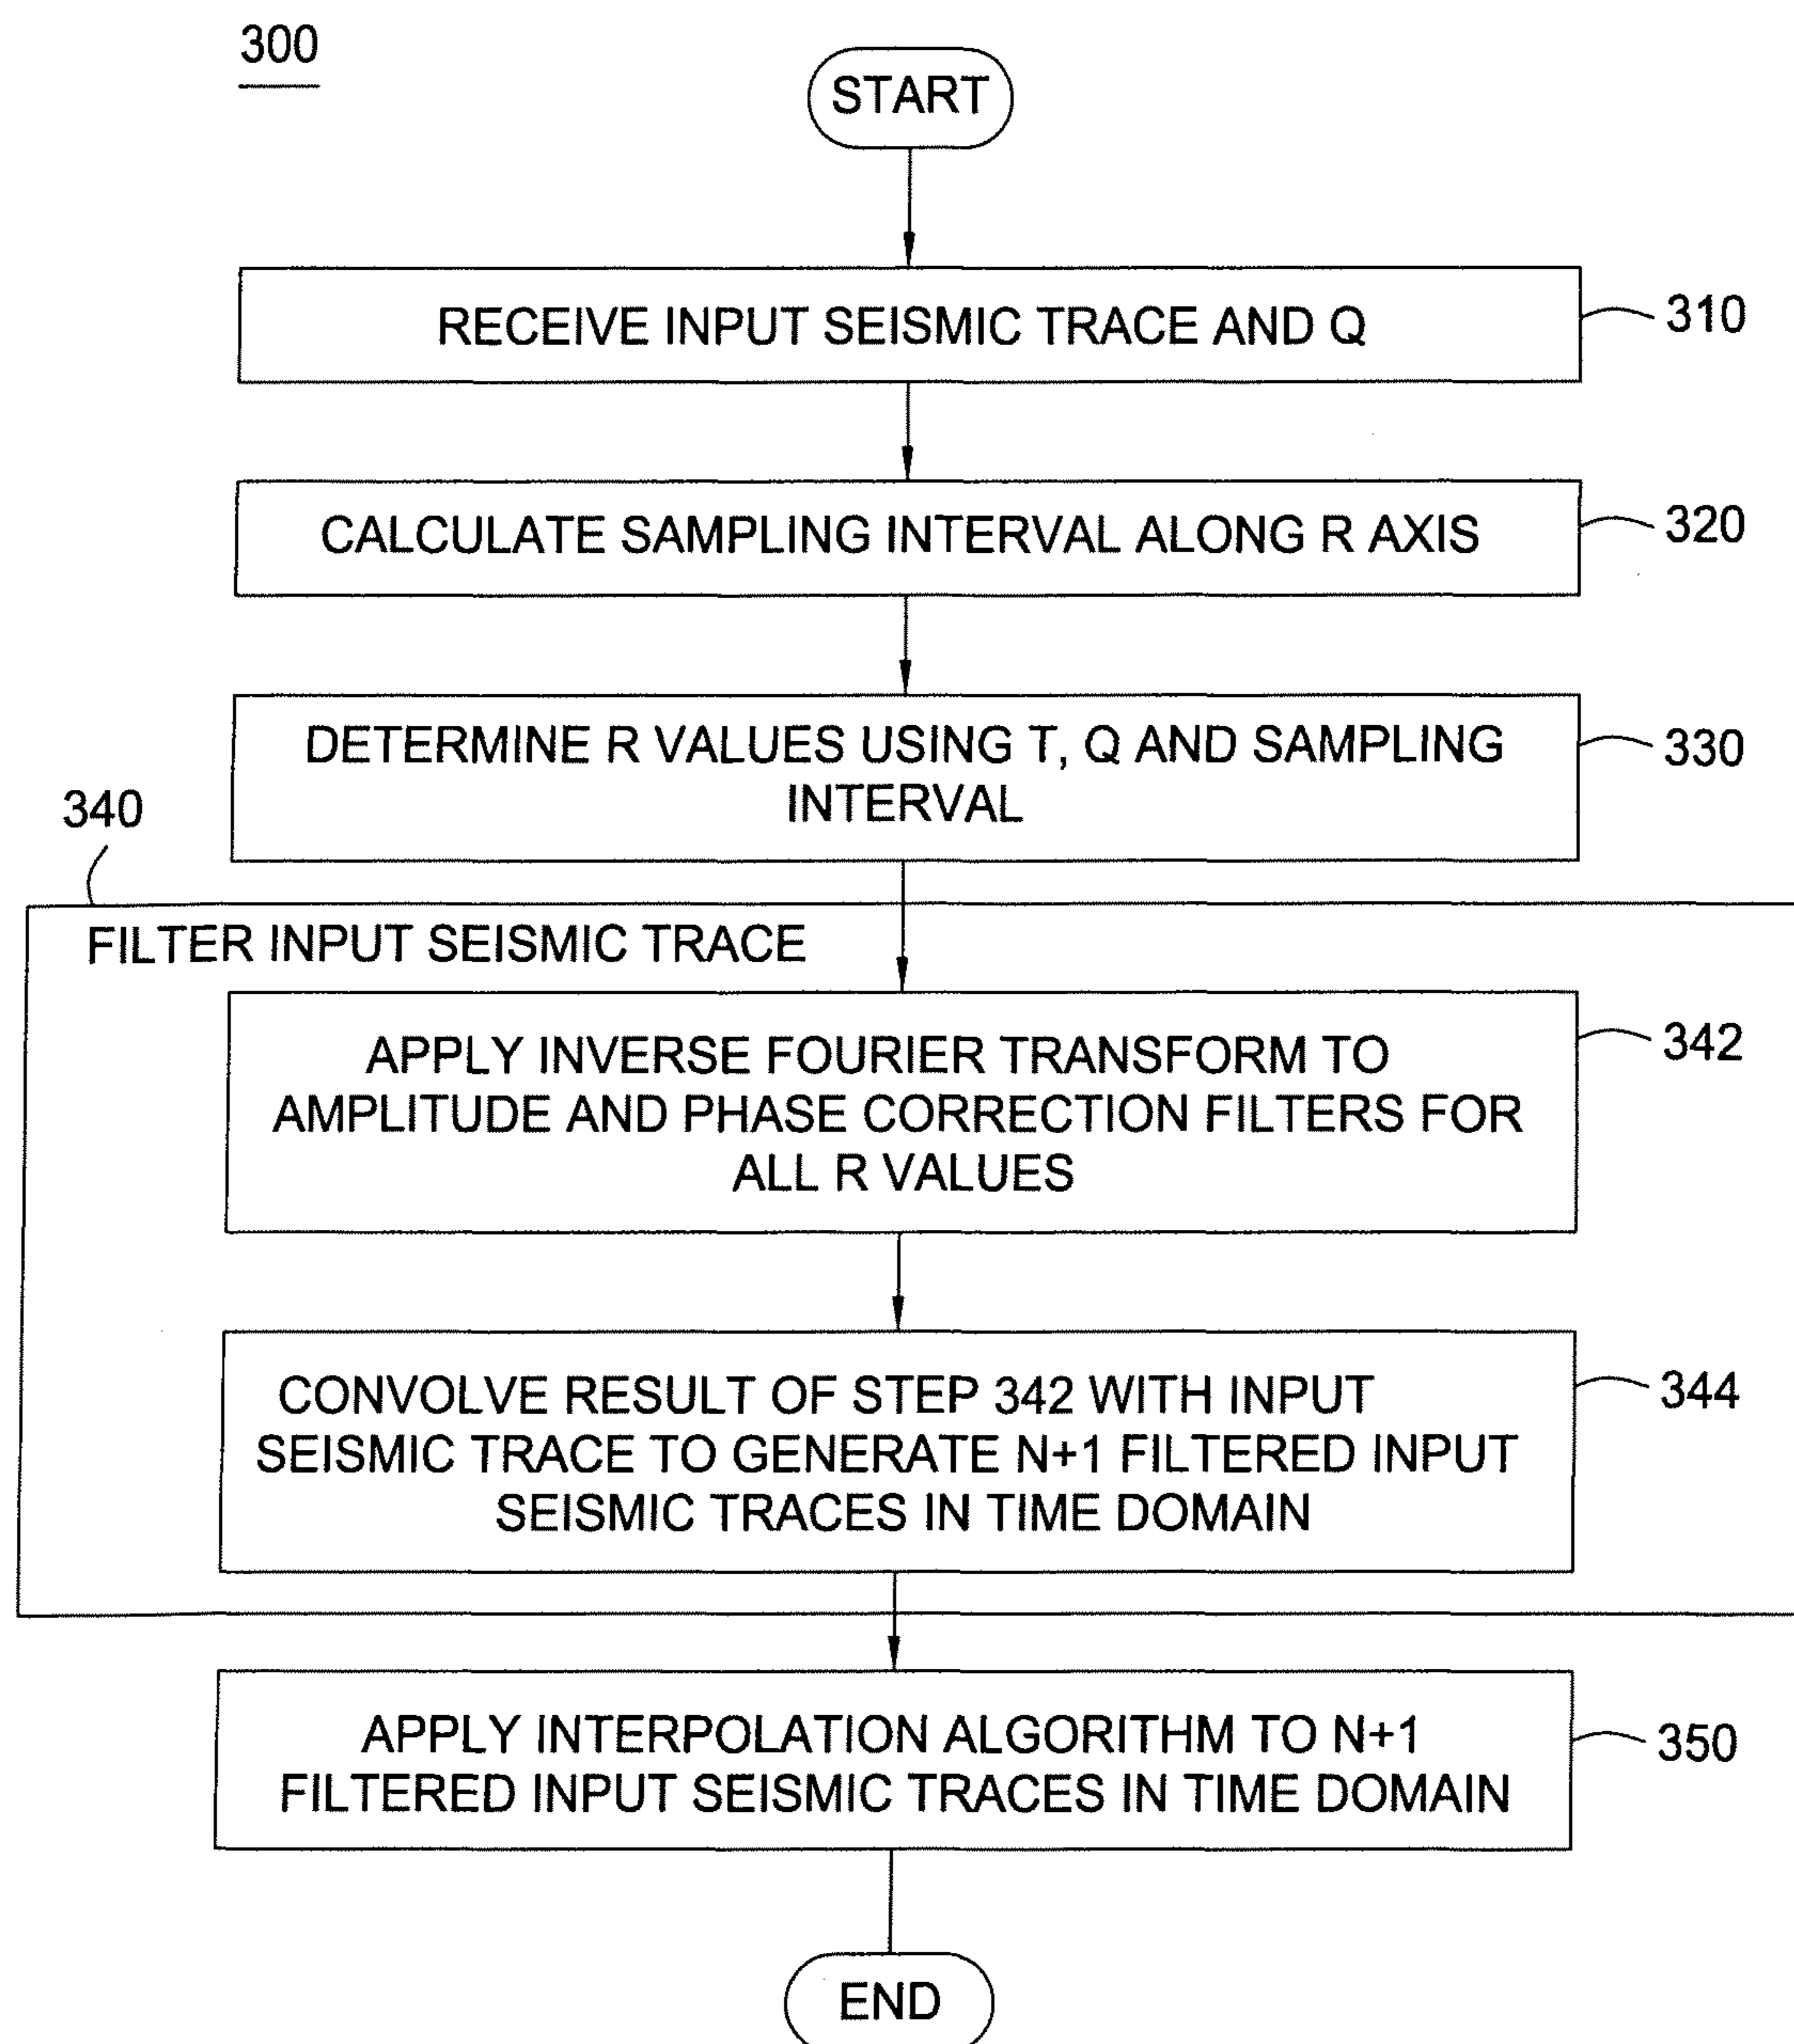 300
START
RECEIVE INPUT SEISMIC TRACE AND Q
310
CALCULATE SAMPLING INTERVAL ALONG R AXIS
320
DETERMINE R VALUES USING T, Q AND SAMPLING
INTERVAL
330
340
FILTER INPUT SEISMIC TRACE
APPLY INVERSE FOURIER TRANSFORM TO
AMPLITUDE AND PHASE CORRECTION FILTERS FOR
ALL R VALUES
342
CONVOLVE RESULT OF STEP 342 WITH INPUT
SEISMIC TRACE TO GENERATE N+1 FILTERED INPUT
SEISMIC TRACES IN TIME DOMAIN
344
APPLY INTERPOLATION ALGORITHM TO N+1
FILTERED INPUT SEISMIC TRACES IN TIME DOMAIN
350
END